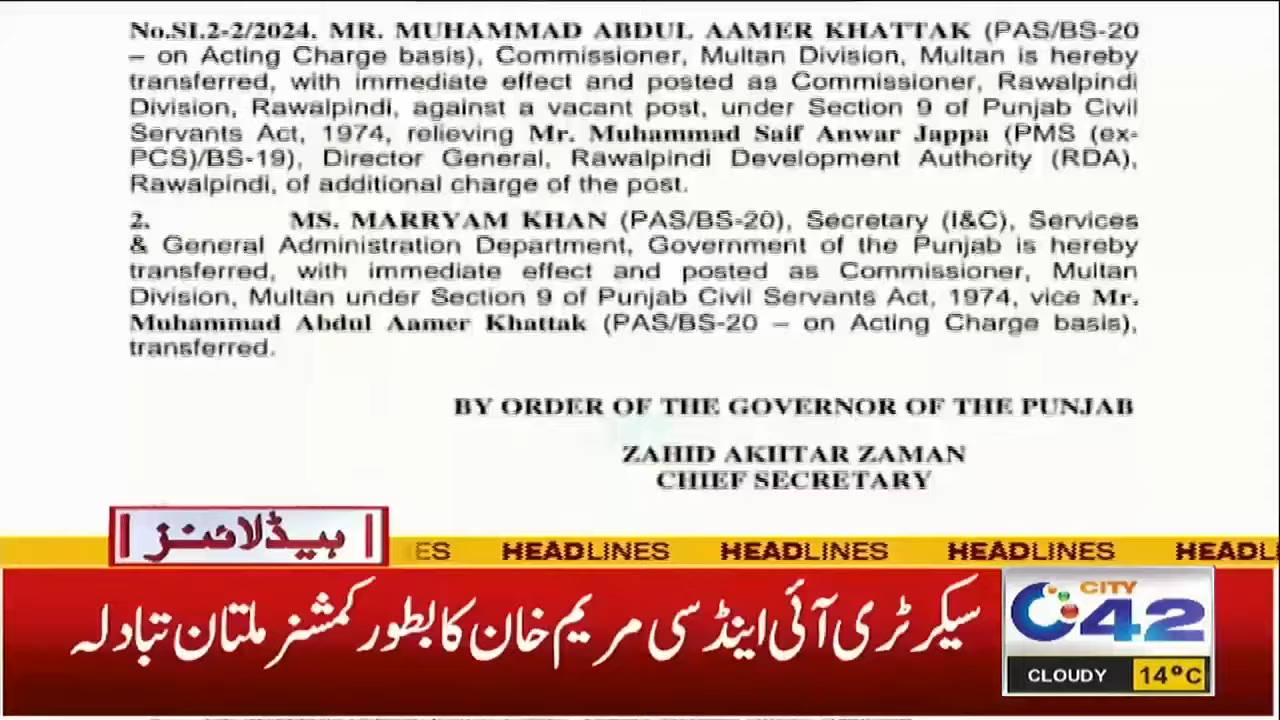 No.SI.2-2/2024. MR. MUHAMMAD ABDUL AAMER KHATTAK (PAS/BS-20
– on Acting Charge basis), Commissioner, Multan Division, Multan is hereby
transferred, with immediate effect and posted as Commissioner, Rawalpindi
Division, Rawalpindi, against a vacant post, under Section 9 of Punjab Civil
Servants Act, 1974, relieving Mr. Muhammad Saif Anwar Jappa (PMS (ex-
PCS)/BS-19), Director General, Rawalpindi Development Authority (RDA),
Rawalpindi, of additional charge of the post.
2. MS. MARRYAM KHAN (PAS/BS-20), Secretary (I&C), Services
& General Administration Department, Government of the Punjab is hereby
transferred, with immediate effect and posted as Commissioner, Multan
Division, Multan under Section 9 of Punjab Civil Servants Act, 1974, vice Mr.
Muhammad Abdul Aamer Khattak (PAS/BS-20 – on Acting Charge basis),
transferred.
BY ORDER OF THE GOVERNOR OF THE PUNJAB
ZAHID AKHTAR ZAMAN
CHIEF SECRETARY
ہیڈلائنز
ES HEADLINES HEADLINES HEADLINES HEADL
سیکرٹری آئی اینڈ سی مریم خان کا بطور کمشنر ملتان تبادلہ
CITY
42
CLOUDY 14°C